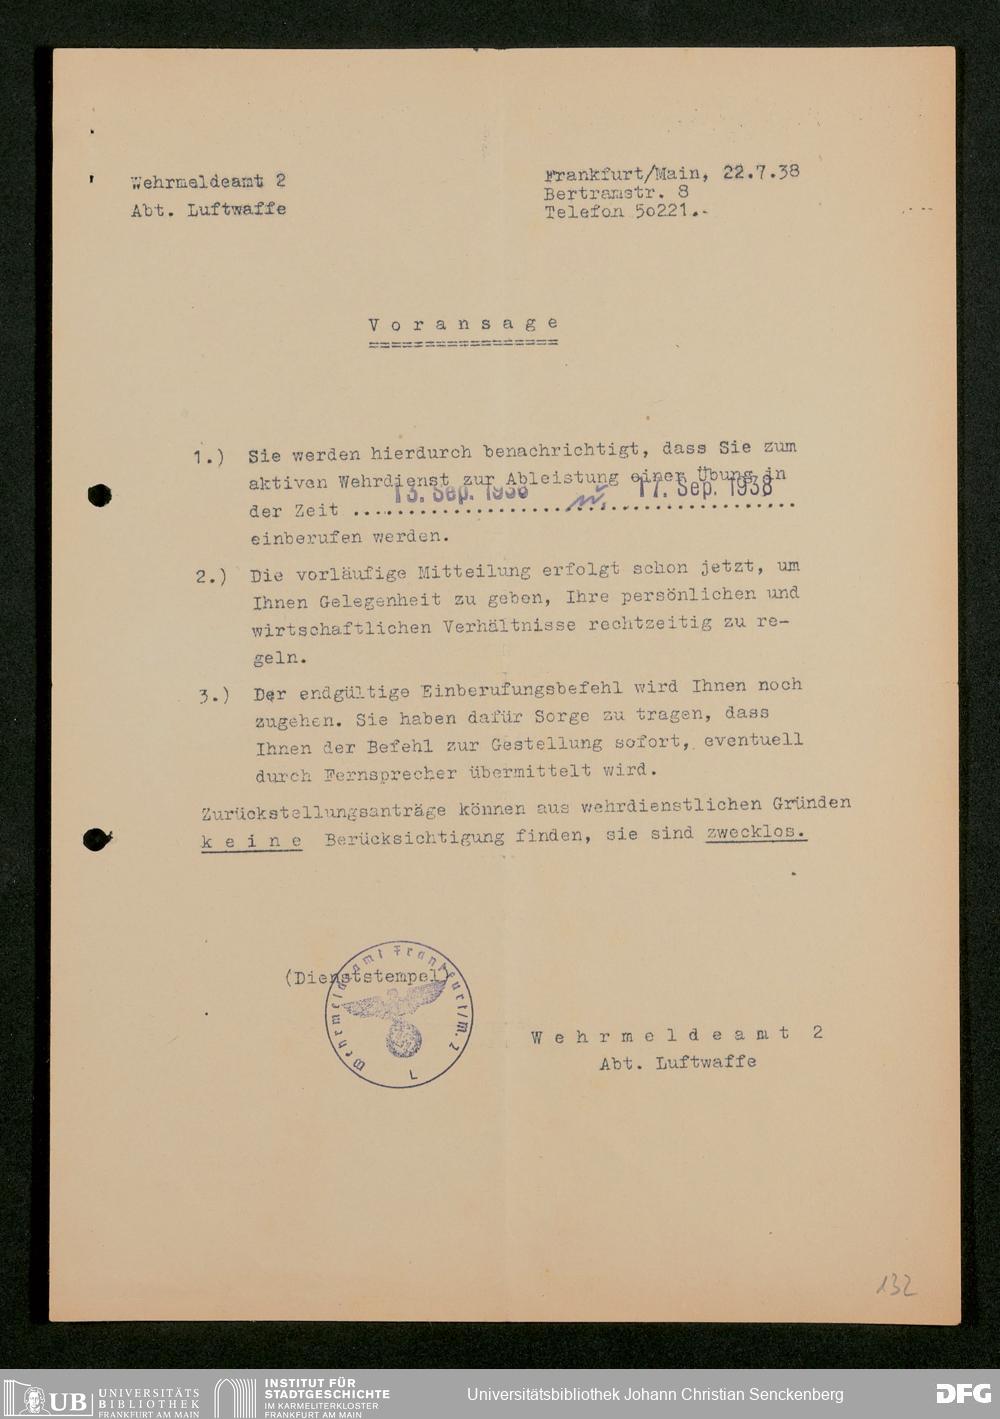 Wehrmeldeamt 2
Abt. Luftwaffe
Frankfurt/Main, 22.7.38
Bertramstr. 8
Telefon 50221.-
V o r a n s a g e
==================
1.) Sie werden hierdurch benachrichtigt, dass Sie zum
aktiven Wehrdienst zur Ableistung einer Übung in
13. Sep. 1938 17. Sep. 1938
der Zeit ........................................
einberufen werden.
2.) Die vorläufige Mitteilung erfolgt schon jetzt, um
Ihnen Gelegenheit zu geben, Ihre persönlichen und
wirtschaftlichen Verhältnisse rechtzeitig zu re-
geln.
3.) Der endgültige Einberufungsbefehl wird Ihnen noch
zugehen. Sie haben dafür Sorge zu tragen, dass
Ihnen der Befehl zur Gestellung sofort, eventuell
durch Fernsprecher übermittelt wird.
Zurückstellungsanträge können aus wehrdienstlichen Gründen
k e i n e Berücksichtigung finden, sie sind zwecklos.
(Dienststempel)
Wehrmeldeamt Frankfurt/M. 2
L
W e h r m e l d e a m t 2
Abt. Luftwaffe
132
UB UNIVERSITÄTS
BIBLIOTHEK
FRANKFURT AM MAIN
INSTITUT FÜR
STADTGESCHICHTE
IM KARMELITERKLOSTER
FRANKFURT AM MAIN
Universitätsbibliothek Johann Christian Senckenberg
DFG